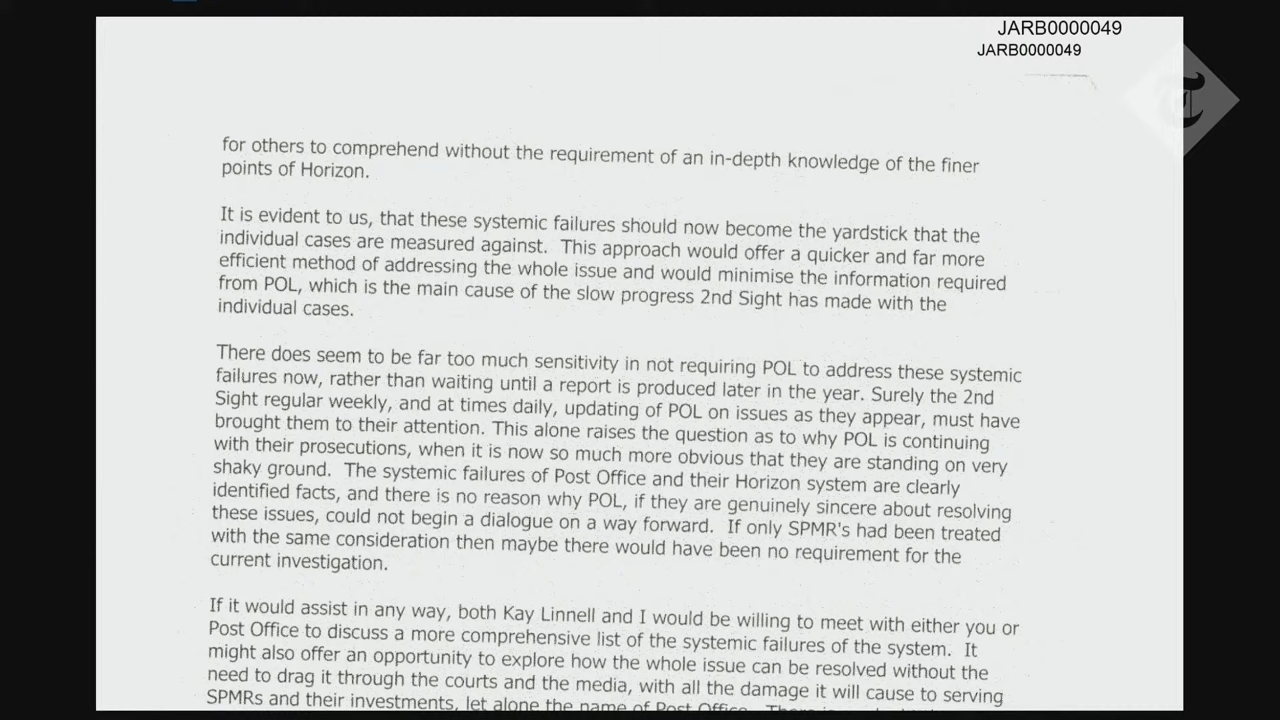 JARB0000049
JARB0000049
for others to comprehend without the requirement of an in-depth knowledge of the finer
points of Horizon.
It is evident to us, that these systemic failures should now become the yardstick that the
individual cases are measured against.  This approach would offer a quicker and far more
efficient method of addressing the whole issue and would minimise the information required
from POL, which is the main cause of the slow progress 2nd Sight has made with the
individual cases.
There does seem to be far too much sensitivity in not requiring POL to address these systemic
failures now, rather than waiting until a report is produced later in the year. Surely the 2nd
Sight regular weekly, and at times daily, updating of POL on issues as they appear, must have
brought them to their attention. This alone raises the question as to why POL is continuing
with their prosecutions, when it is now so much more obvious that they are standing on very
shaky ground.  The systemic failures of Post Office and their Horizon system are clearly
identified facts, and there is no reason why POL, if they are genuinely sincere about resolving
these issues, could not begin a dialogue on a way forward.  If only SPMR's had been treated
with the same consideration then maybe there would have been no requirement for the
current investigation.
If it would assist in any way, both Kay Linnell and I would be willing to meet with either you or
Post Office to discuss a more comprehensive list of the systemic failures of the system.  It
might also offer an opportunity to explore how the whole issue can be resolved without the
need to drag it through the courts and the media, with all the damage it will cause to serving
SPMRs and their investments, let alone the name of Post Office.